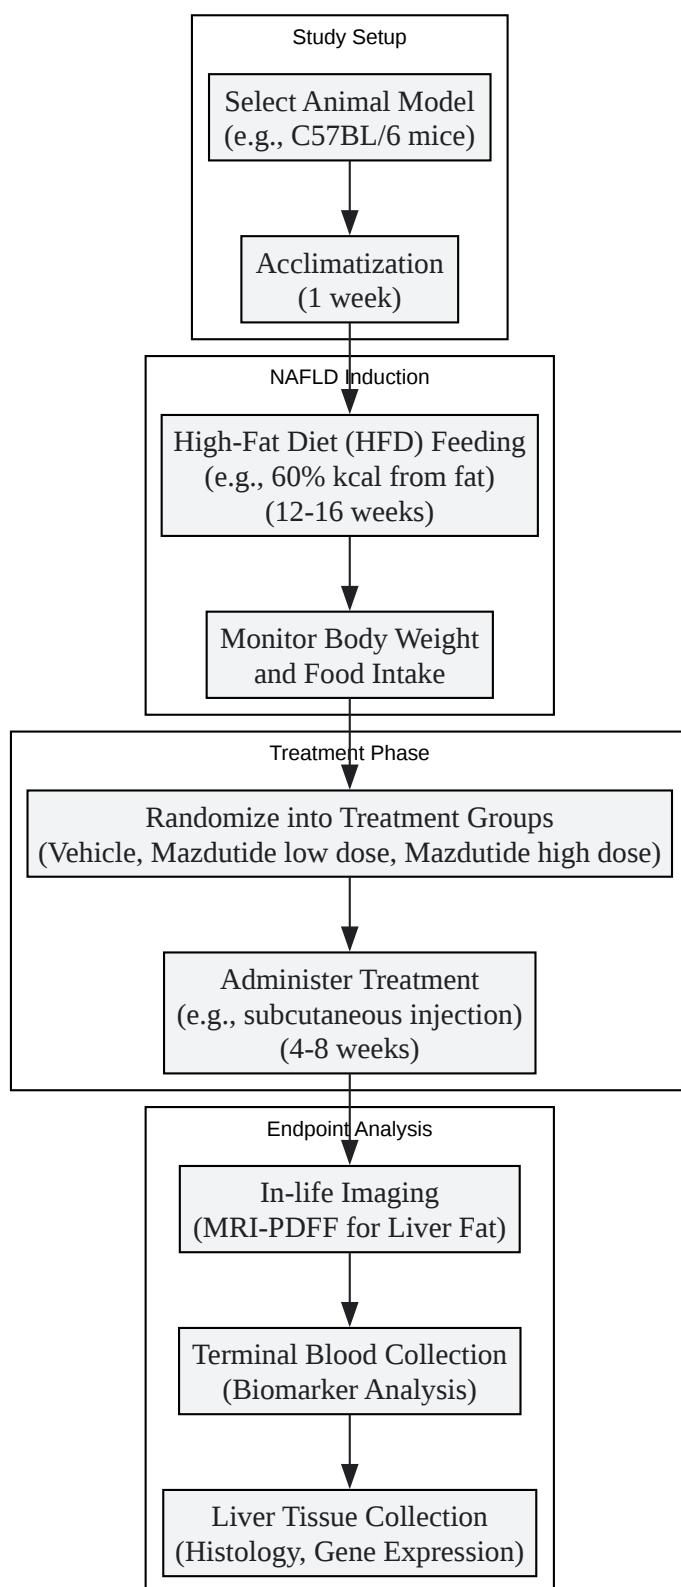 Study Setup
Select Animal Model
(e.g., C57BL/6 mice)
Acclimatization
(1 week)
NAFLD Induction
High-Fat Diet (HFD) Feeding
(e.g., 60% kcal from fat)
(12-16 weeks)
Monitor Body Weight
and Food Intake
Treatment Phase
Randomize into Treatment Groups
(Vehicle, Mazdutide low dose, Mazdutide high dose)
Administer Treatment
(e.g., subcutaneous injection)
(4-8 weeks)
Endpoint Analysis
In-life Imaging
(MRI-PDFF for Liver Fat)
Terminal Blood Collection
(Biomarker Analysis)
Liver Tissue Collection
(Histology, Gene Expression)